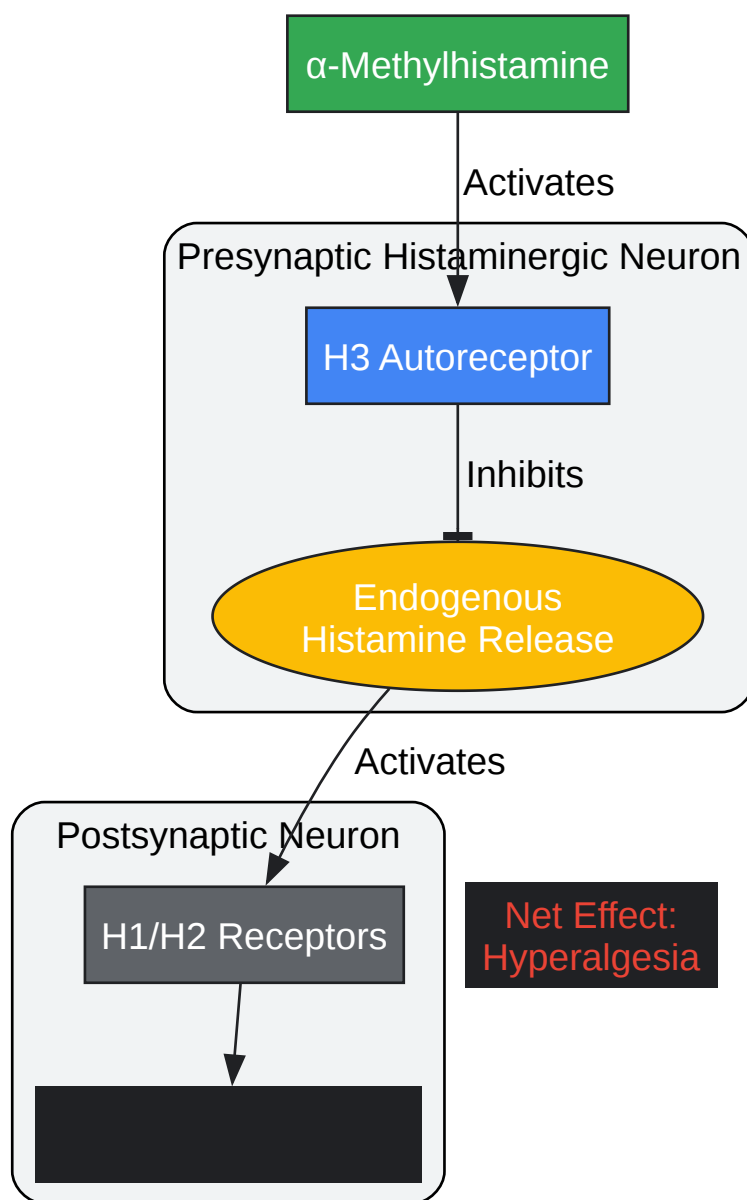 α-Methylhistamine
Activates
Presynaptic Histaminergic Neuron
H3 Autoreceptor
Inhibits
Endogenous
Histamine Release
Activates
Postsynaptic Neuron
H1/H2 Receptors
Net Effect:
Hyperalgesia